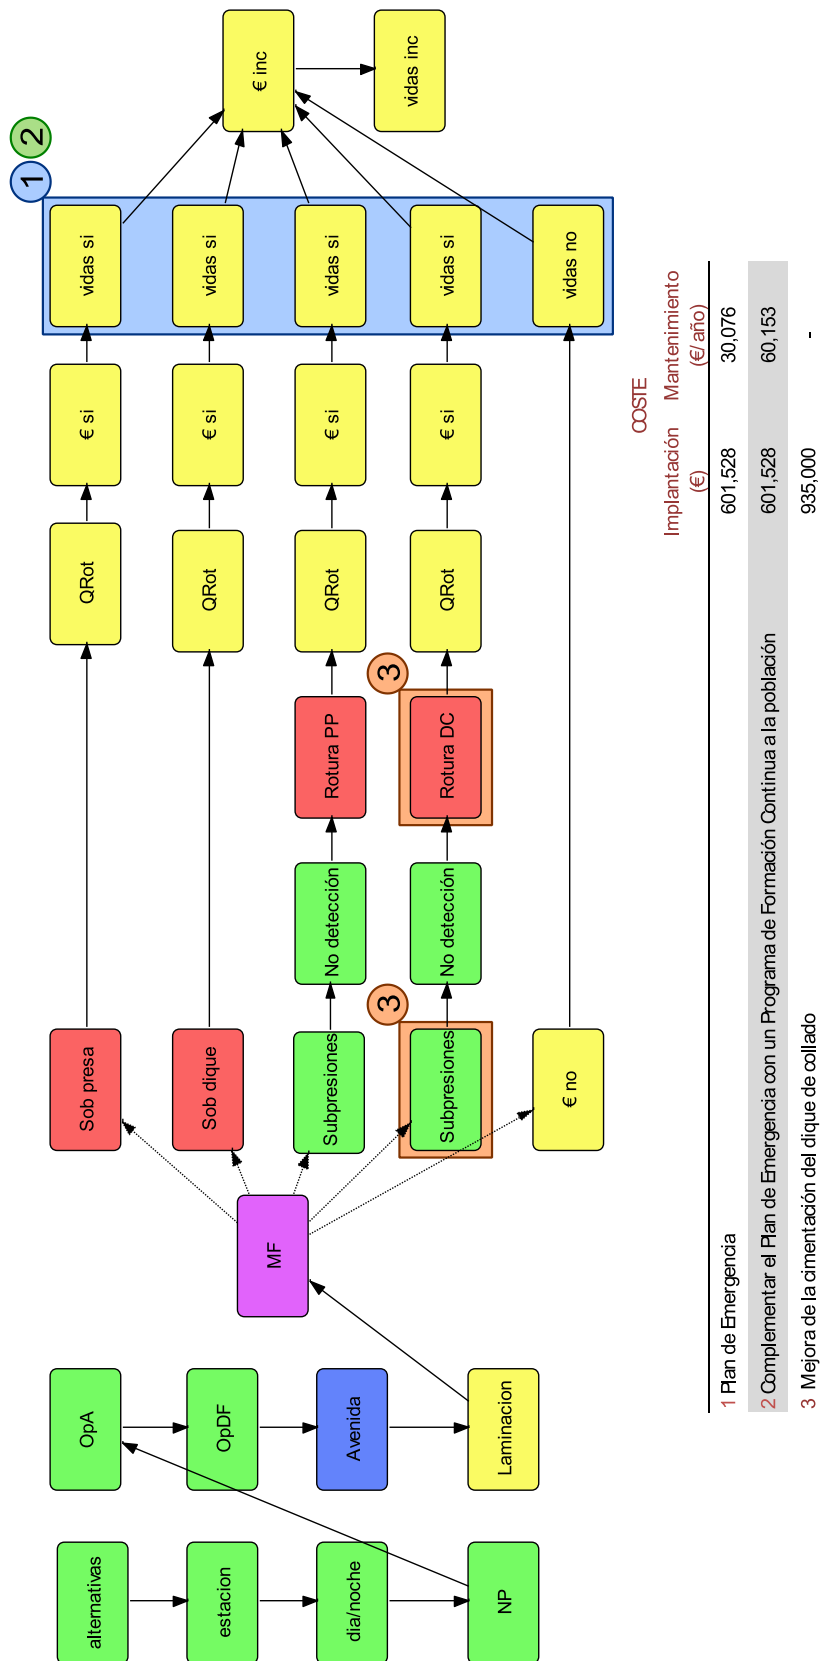 alternativas
estacion
dia/noche
NP
OpA
OpDF
Avenida
Laminacion
MF
Sob presa
Sob dique
Subpresiones
Subpresiones
€ no
3
No detección
No detección
Rotura PP
Rotura DC
3
QRot
QRot
QRot
QRot
€ si
€ si
€ si
€ si
vidas si
vidas si
vidas si
vidas si
vidas no
1
2
€ inc
vidas inc
COSTE
Implantación Mantenimiento
(€) (€/año)
1 Plan de Emergencia 601,528 30,076
2 Complementar el Plan de Emergencia con un Programa de Formación Continua a la población 601,528 60,153
3 Mejora de la cimentación del dique de collado 935,000 -